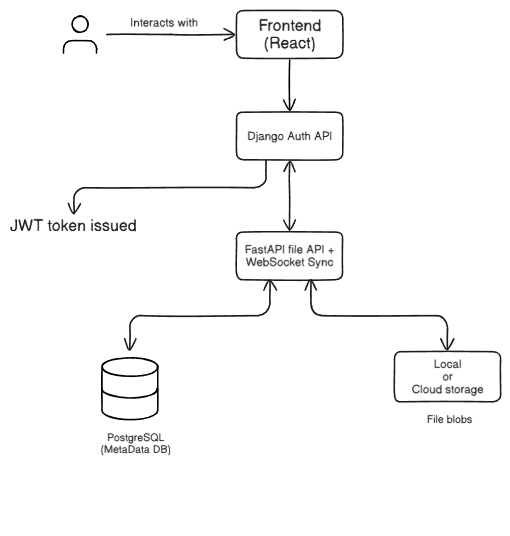 Interacts with
Frontend
(React)
Django Auth API
JWT token issued
FastAPI file API +
WebSocket Sync
Local
or
Cloud storage
File blobs
PostgreSQL
(MetaData DB)